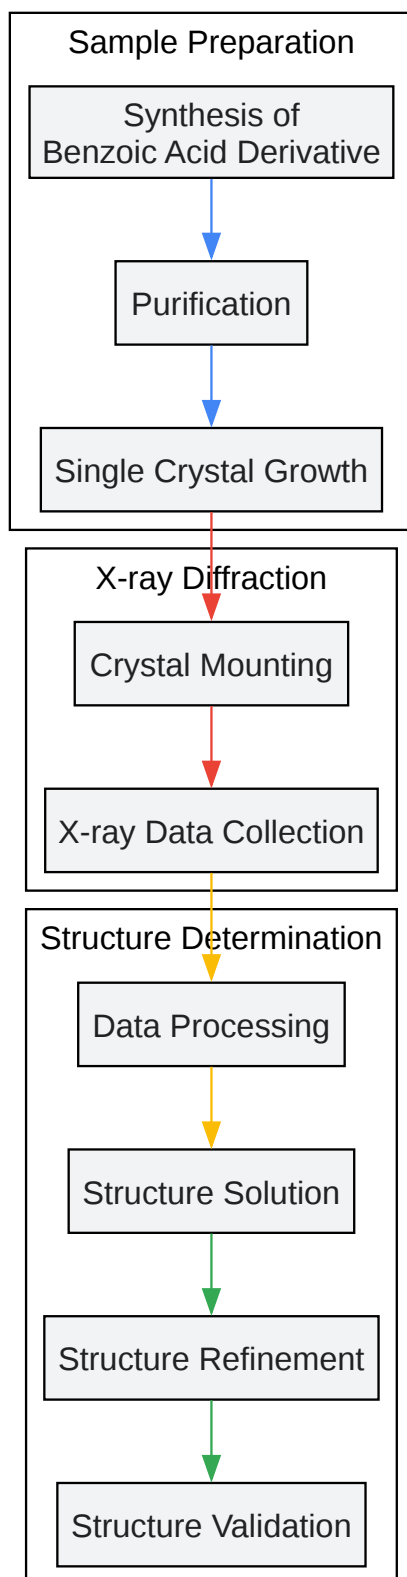 Sample Preparation
Synthesis of
Benzoic Acid Derivative
Purification
Single Crystal Growth
X-ray Diffraction
Crystal Mounting
X-ray Data Collection
Structure Determination
Data Processing
Structure Solution
Structure Refinement
Structure Validation